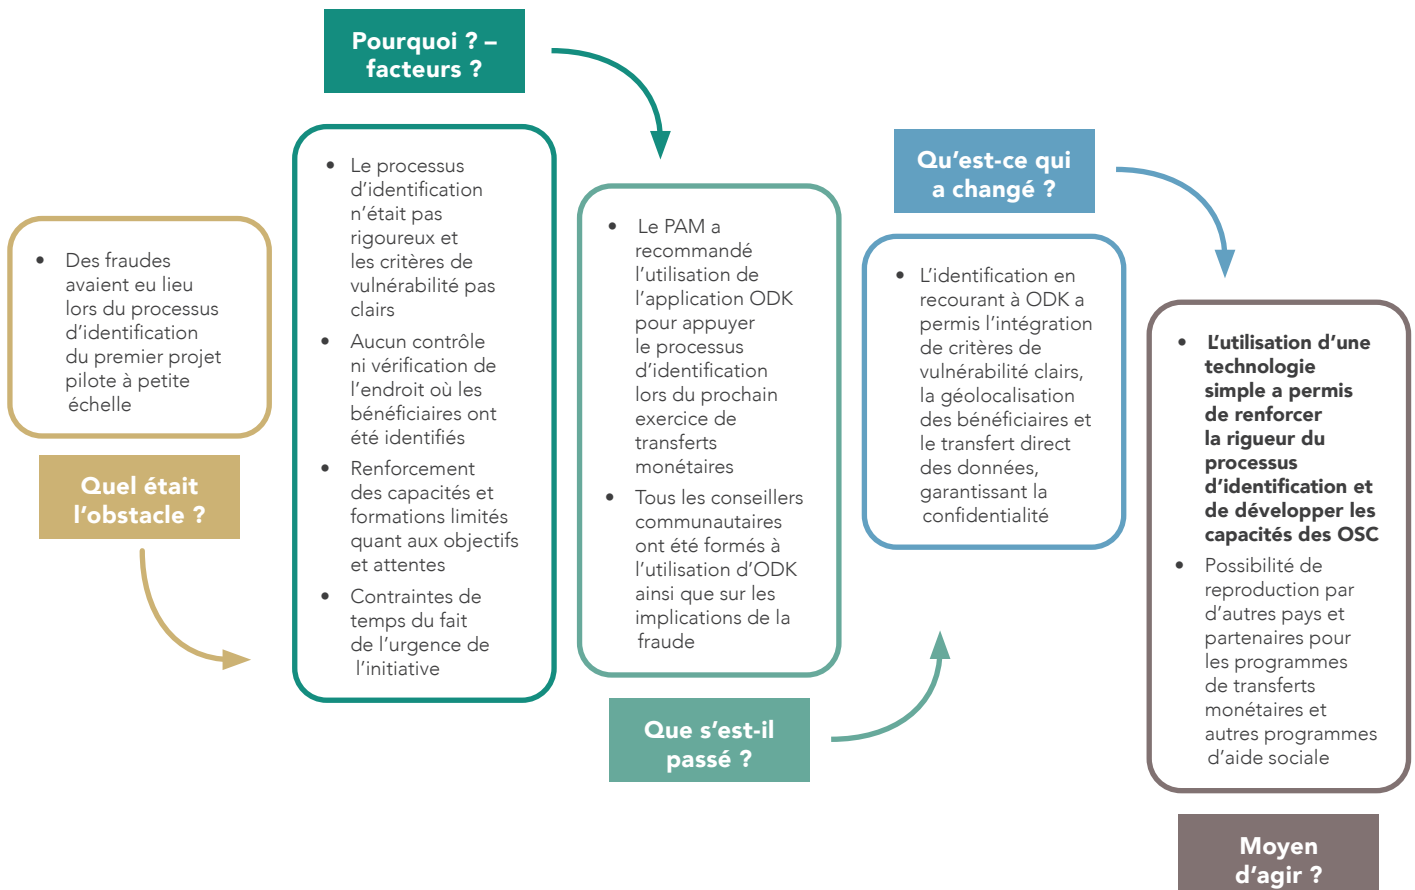 Des fraudes
avaient eu lieu
lors du processus
d’identification
du premier projet
pilote à petite
échelle
Quel était
l’obstacle ?
Pourquoi ? –
facteurs ?
Le processus
d’identification
n’était pas
rigoureux et
les critères de
vulnérabilité pas
clairs
Aucun contrôle
ni vérification de
l’endroit où les
bénéficiaires ont
été identifiés
Renforcement
des capacités et
formations limités
quant aux objectifs
et attentes
Contraintes de
temps du fait
de l’urgence de
l’initiative
Le PAM a
recommandé
l’utilisation de
l’application ODK
pour appuyer
le processus
d’identification
lors du prochain
exercice de
transferts
monétaires
Tous les conseillers
communautaires
ont été formés à
l’utilisation d’ODK
ainsi que sur les
implications de la
fraude
Que s’est-il
passé ?
Qu’est-ce qui
a changé ?
L’identification en
recourant à ODK a
permis l’intégration
de critères de
vulnérabilité clairs,
la géolocalisation
des bénéficiaires et
le transfert direct
des données,
garantissant la
confidentialité
L’utilisation d’une
technologie
simple a permis
de renforcer
la rigueur du
processus
d’identification et
de développer les
capacités des OSC
Possibilité de
reproduction par
d’autres pays et
partenaires pour
les programmes
de transferts
monétaires et
autres programmes
d’aide sociale
Moyen
d’agir ?